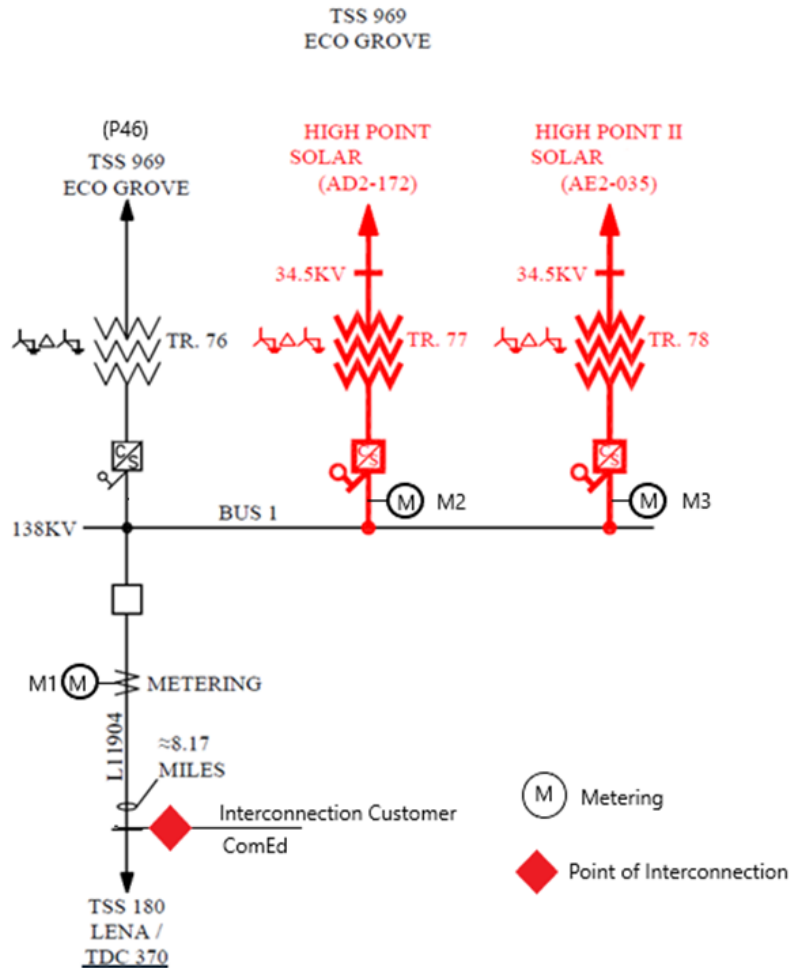 TSS 969
ECO GROVE
(P46)
TSS 969
ECO GROVE
HIGH POINT
SOLAR
(AD2-172)
HIGH POINT II
SOLAR
(AE2-035)
34.5KV
34.5KV
TR. 76
TR. 77
TR. 78
C/S
C/S
C/S
M
M2
M
M3
138KV
BUS 1
M1
M
METERING
L11904
≈8.17
MILES
Interconnection Customer
ComEd
M
Metering
Point of Interconnection
TSS 180
LENA /
TDC 370